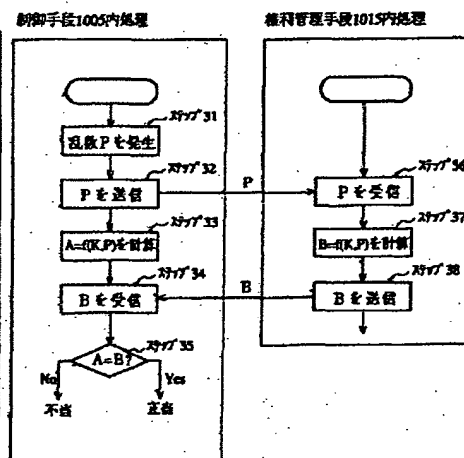 制御手段1005内処理
ステップ31
乱数Pを発生
ステップ32
Pを送信
ステップ33
A=f(K,P)を計算
ステップ34
Bを受信
ステップ35
A=B?
No
Yes
不当
正当
P
B
権利管理手段1015内処理
ステップ36
Pを受信
ステップ37
B=f(K,P)を計算
ステップ38
Bを送信